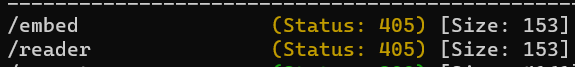 /embed (Status: 405) [Size: 153]
/reader (Status: 405) [Size: 153]